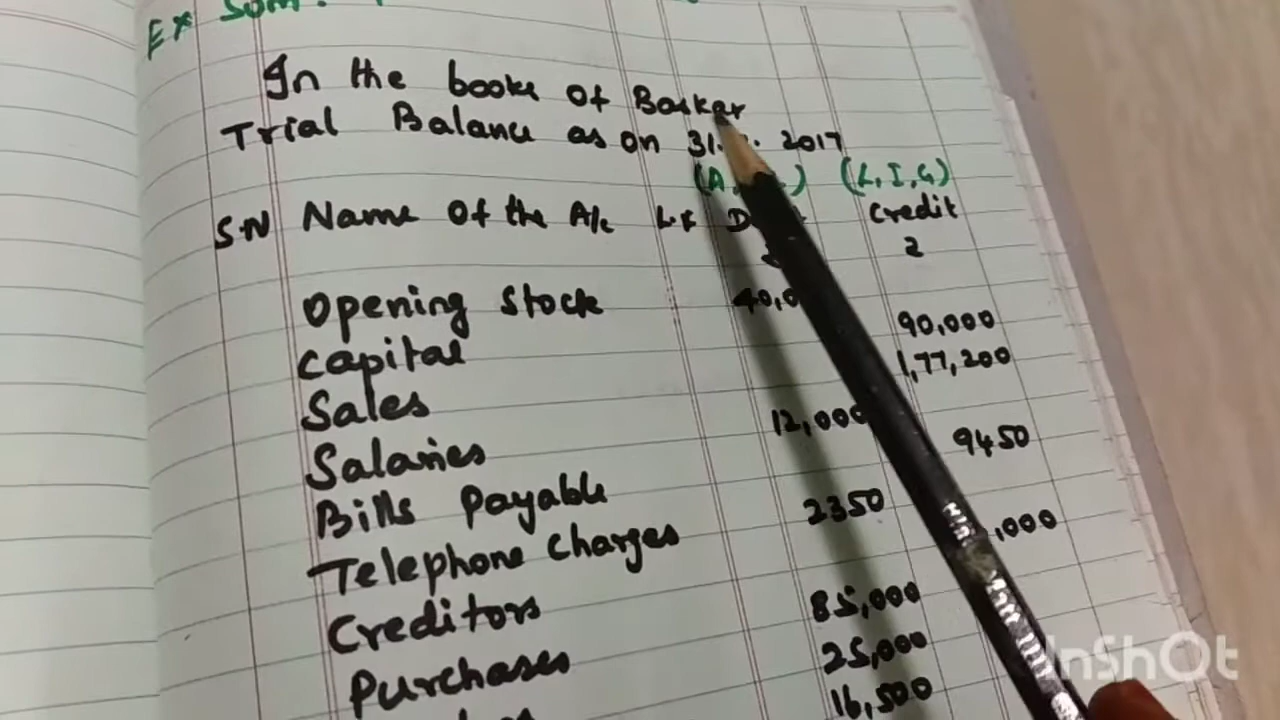 EX Sum:
In the books of Baskar
Trial Balance as on 31. 2017
(A, ) (L, I, G)
S.N Name Of the A/c L.F Credit
₹
Opening Stock 40,0
Capital 90,000
Sales 1,77,200
Salaries 12,000
Bills Payable 9450
Telephone Charges 2350
Creditors ,000
Purchases 85,000
25,000
16,500
InShOt